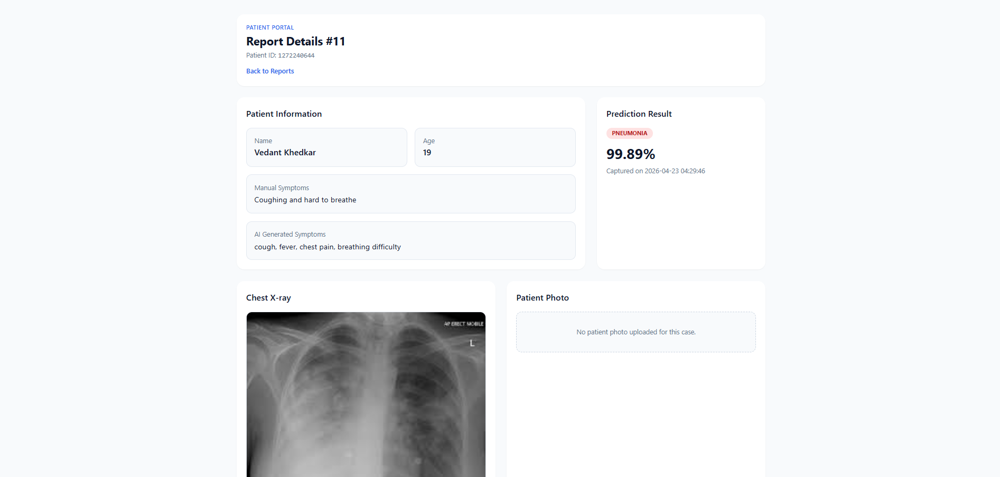 PATIENT PORTAL
Report Details #11
Patient ID: 1272240644
Back to Reports
Patient Information
Name
Vedant Khedkar
Age
19
Manual Symptoms
Coughing and hard to breathe
AI Generated Symptoms
cough, fever, chest pain, breathing difficulty
Prediction Result
PNEUMONIA
99.89%
Captured on 2026-04-23 04:29:46
Chest X-ray
AP ERECT MOBILE
L
Patient Photo
No patient photo uploaded for this case.